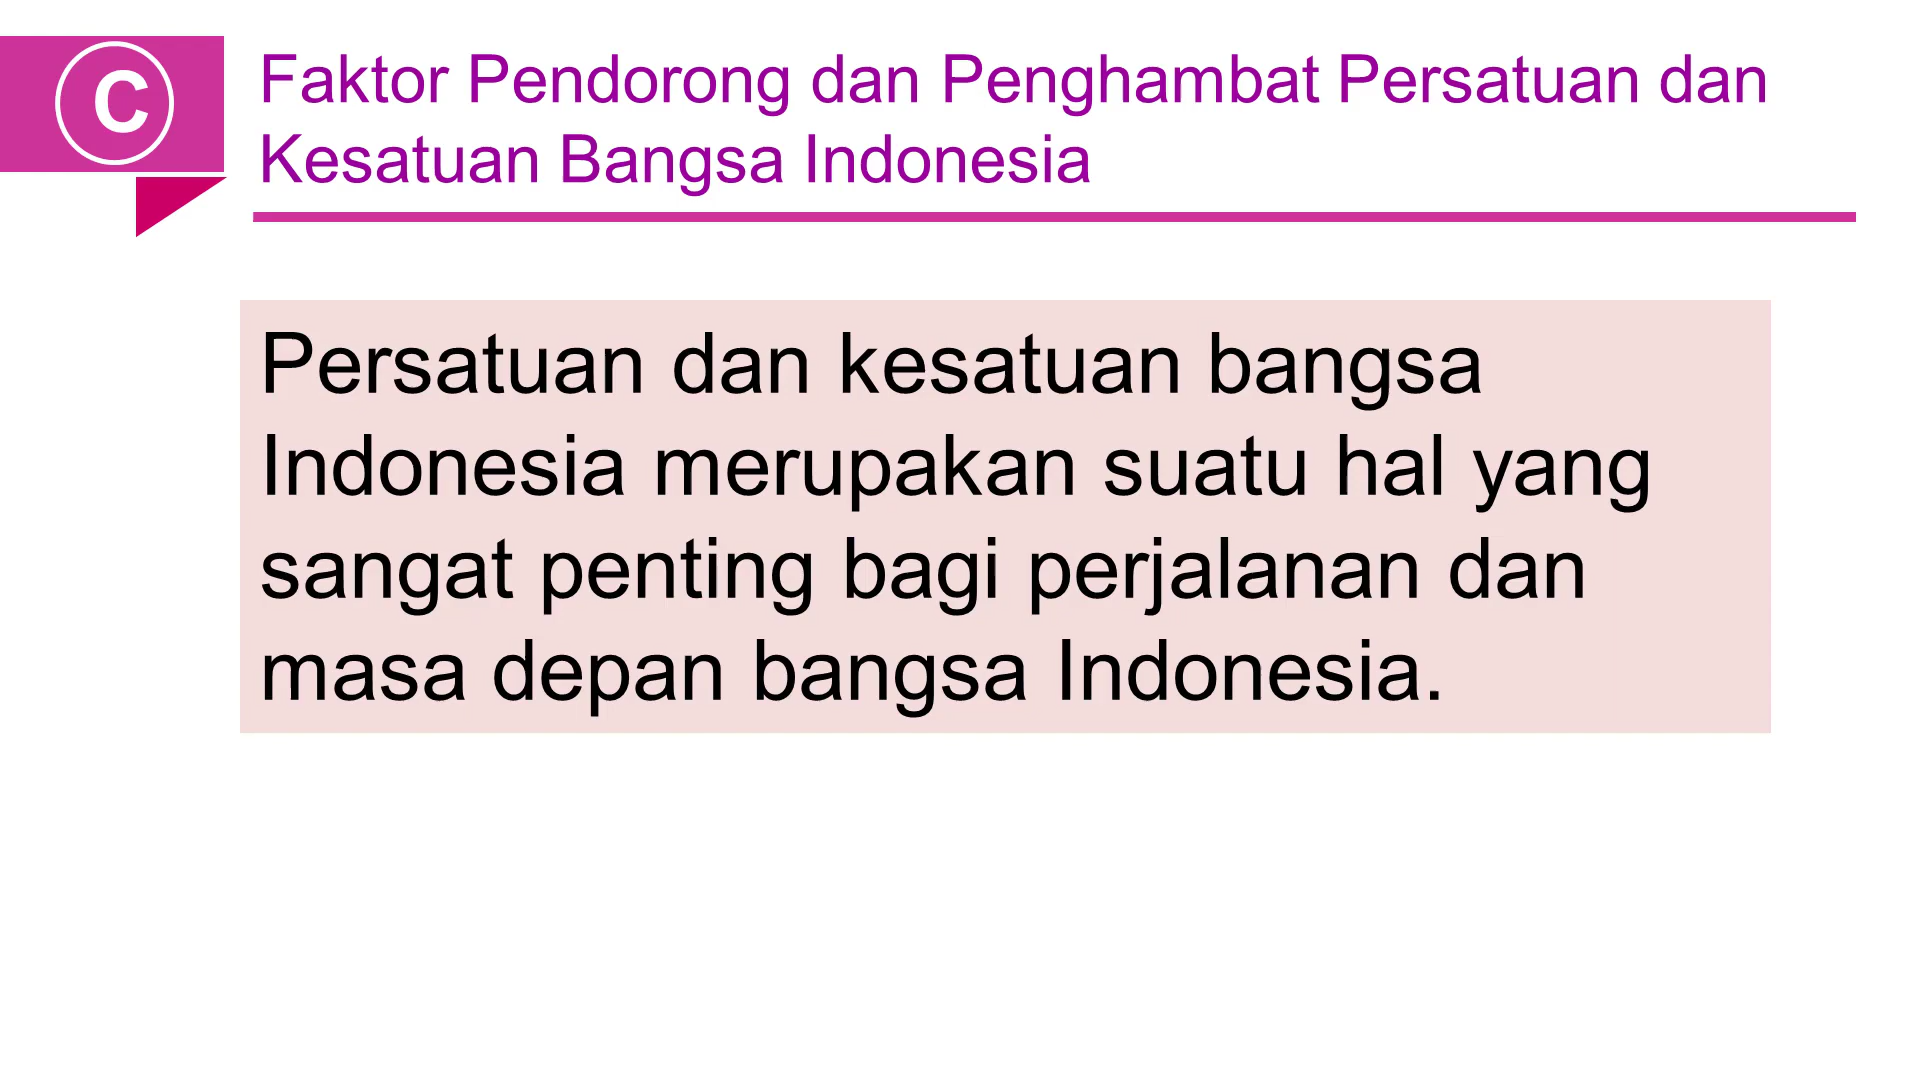 C
Faktor Pendorong dan Penghambat Persatuan dan
Kesatuan Bangsa Indonesia
Persatuan dan kesatuan bangsa
Indonesia merupakan suatu hal yang
sangat penting bagi perjalanan dan
masa depan bangsa Indonesia.